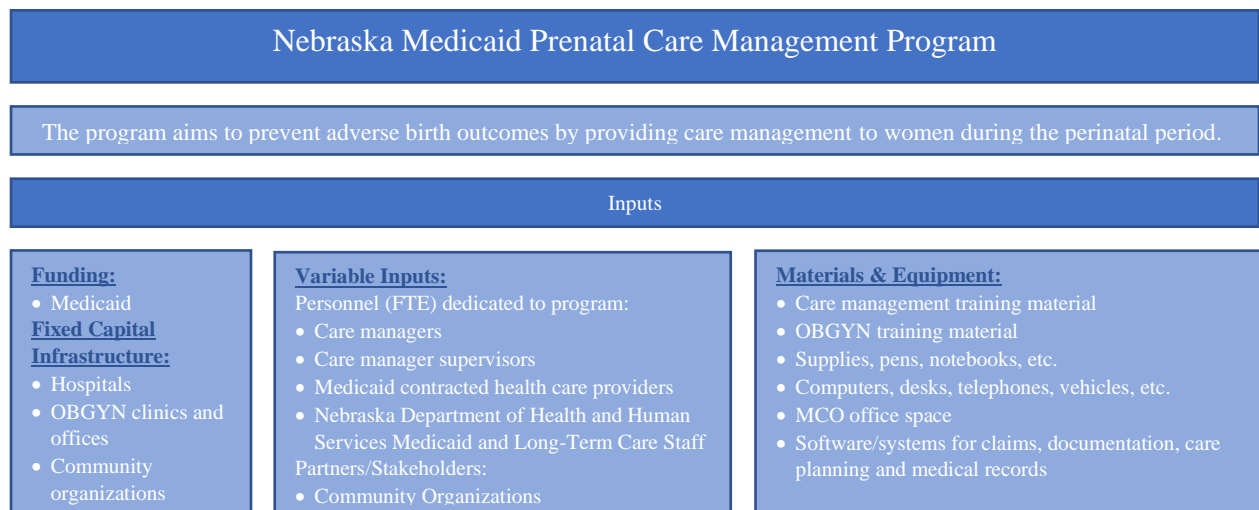 Nebraska Medicaid Prenatal Care Management Program
The program aims to prevent adverse birth outcomes by providing care management to women during the perinatal period.
Inputs
Funding:
• Medicaid
Fixed Capital
Infrastructure:
• Hospitals
• OBGYN clinics and
offices
• Community
organizations
Variable Inputs:
Personnel (FTE) dedicated to program:
• Care managers
• Care manager supervisors
• Medicaid contracted health care providers
• Nebraska Department of Health and Human
Services Medicaid and Long-Term Care Staff
Partners/Stakeholders:
• Community Organizations
Materials & Equipment:
• Care management training material
• OBGYN training material
• Supplies, pens, notebooks, etc.
• Computers, desks, telephones, vehicles, etc.
• MCO office space
• Software/systems for claims, documentation, care
planning and medical records